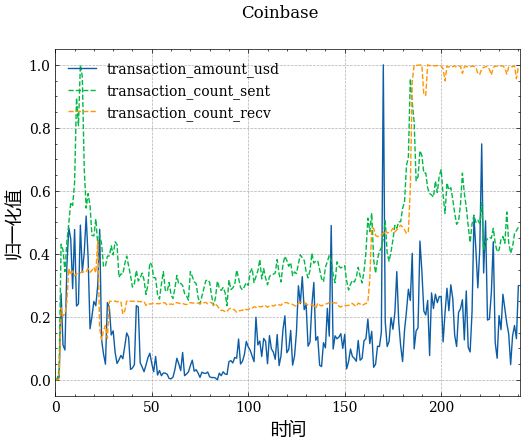 Coinbase
transaction_amount_usd
transaction_count_sent
transaction_count_recv
归一化值
1.0
0.8
0.6
0.4
0.2
0.0
0 50 100 150 200
时间